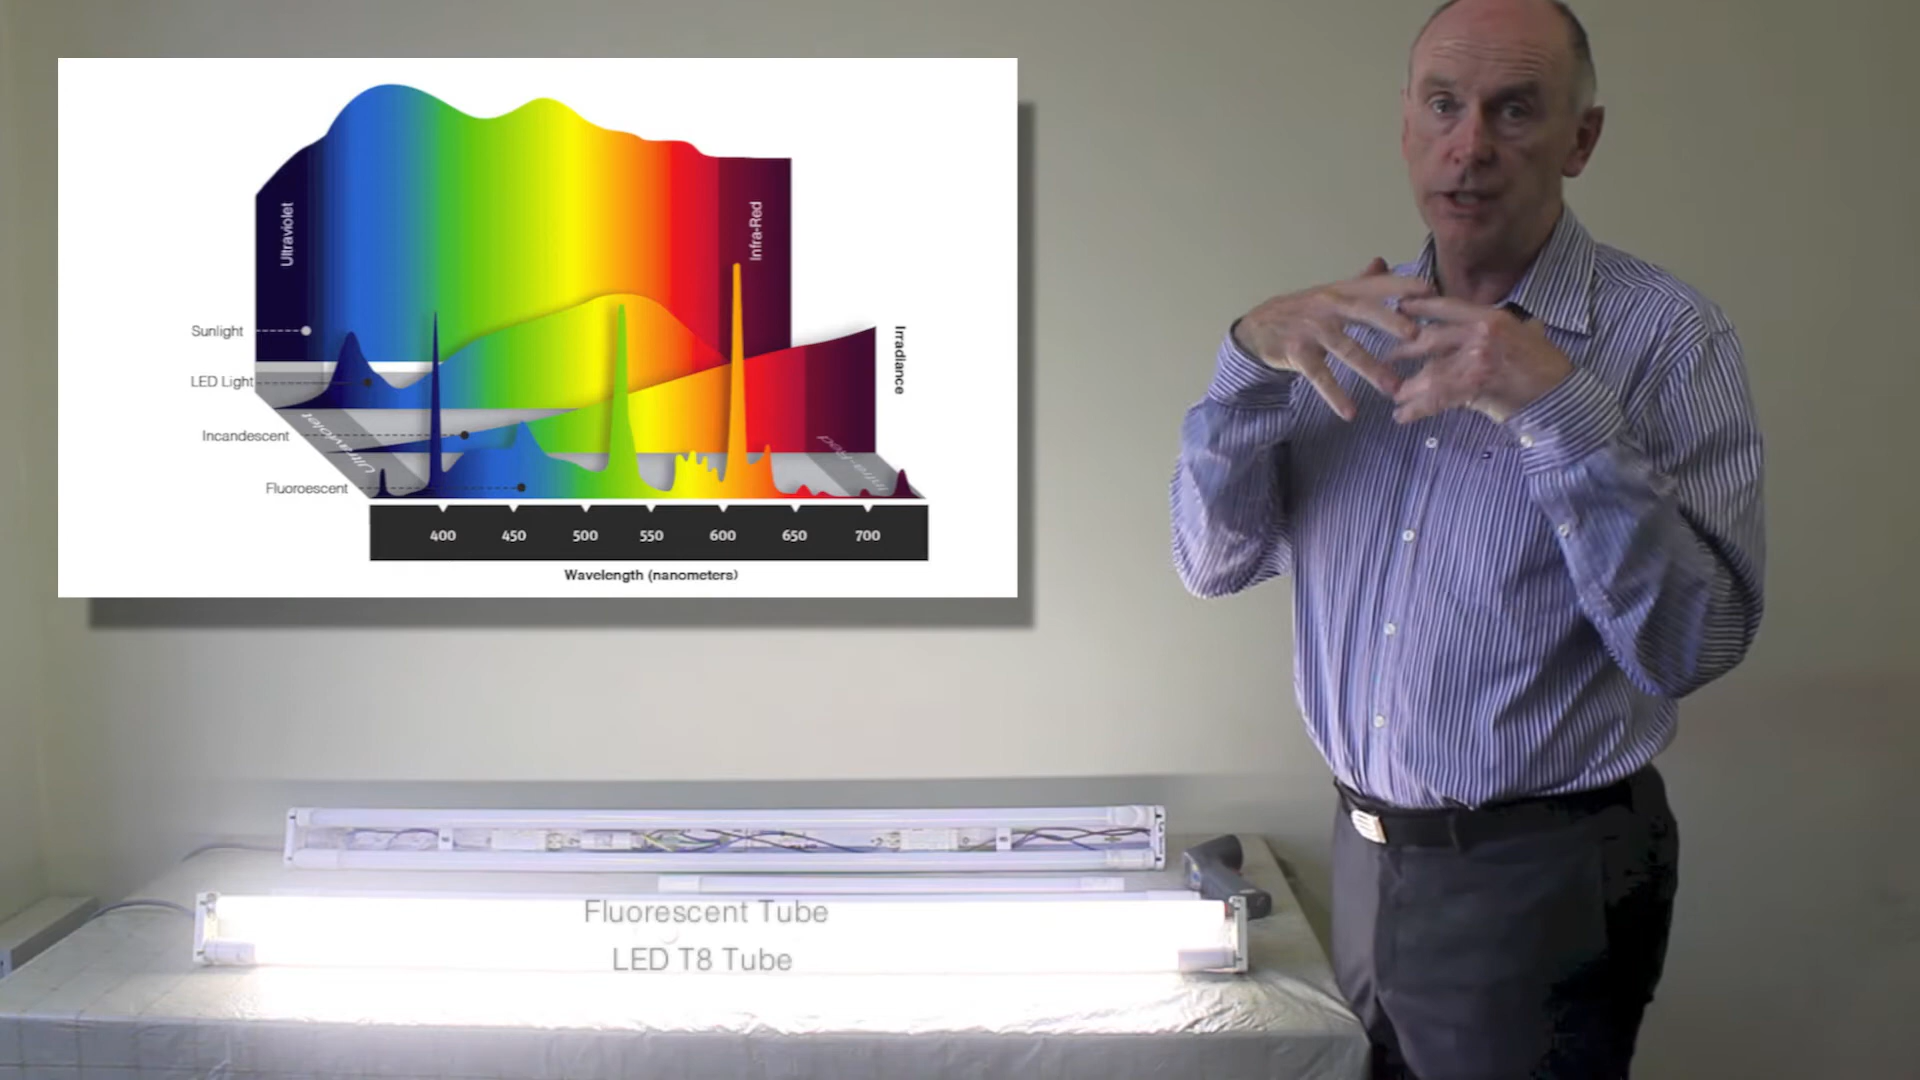 Ultraviolet
Infra-Red
Sunlight
LED Light
Incandescent
Fluoroescent
Irradiance
Ultraviolet
Infra-Red
400 450 500 550 600 650 700
Wavelength (nanometers)
Fluorescent Tube
LED T8 Tube